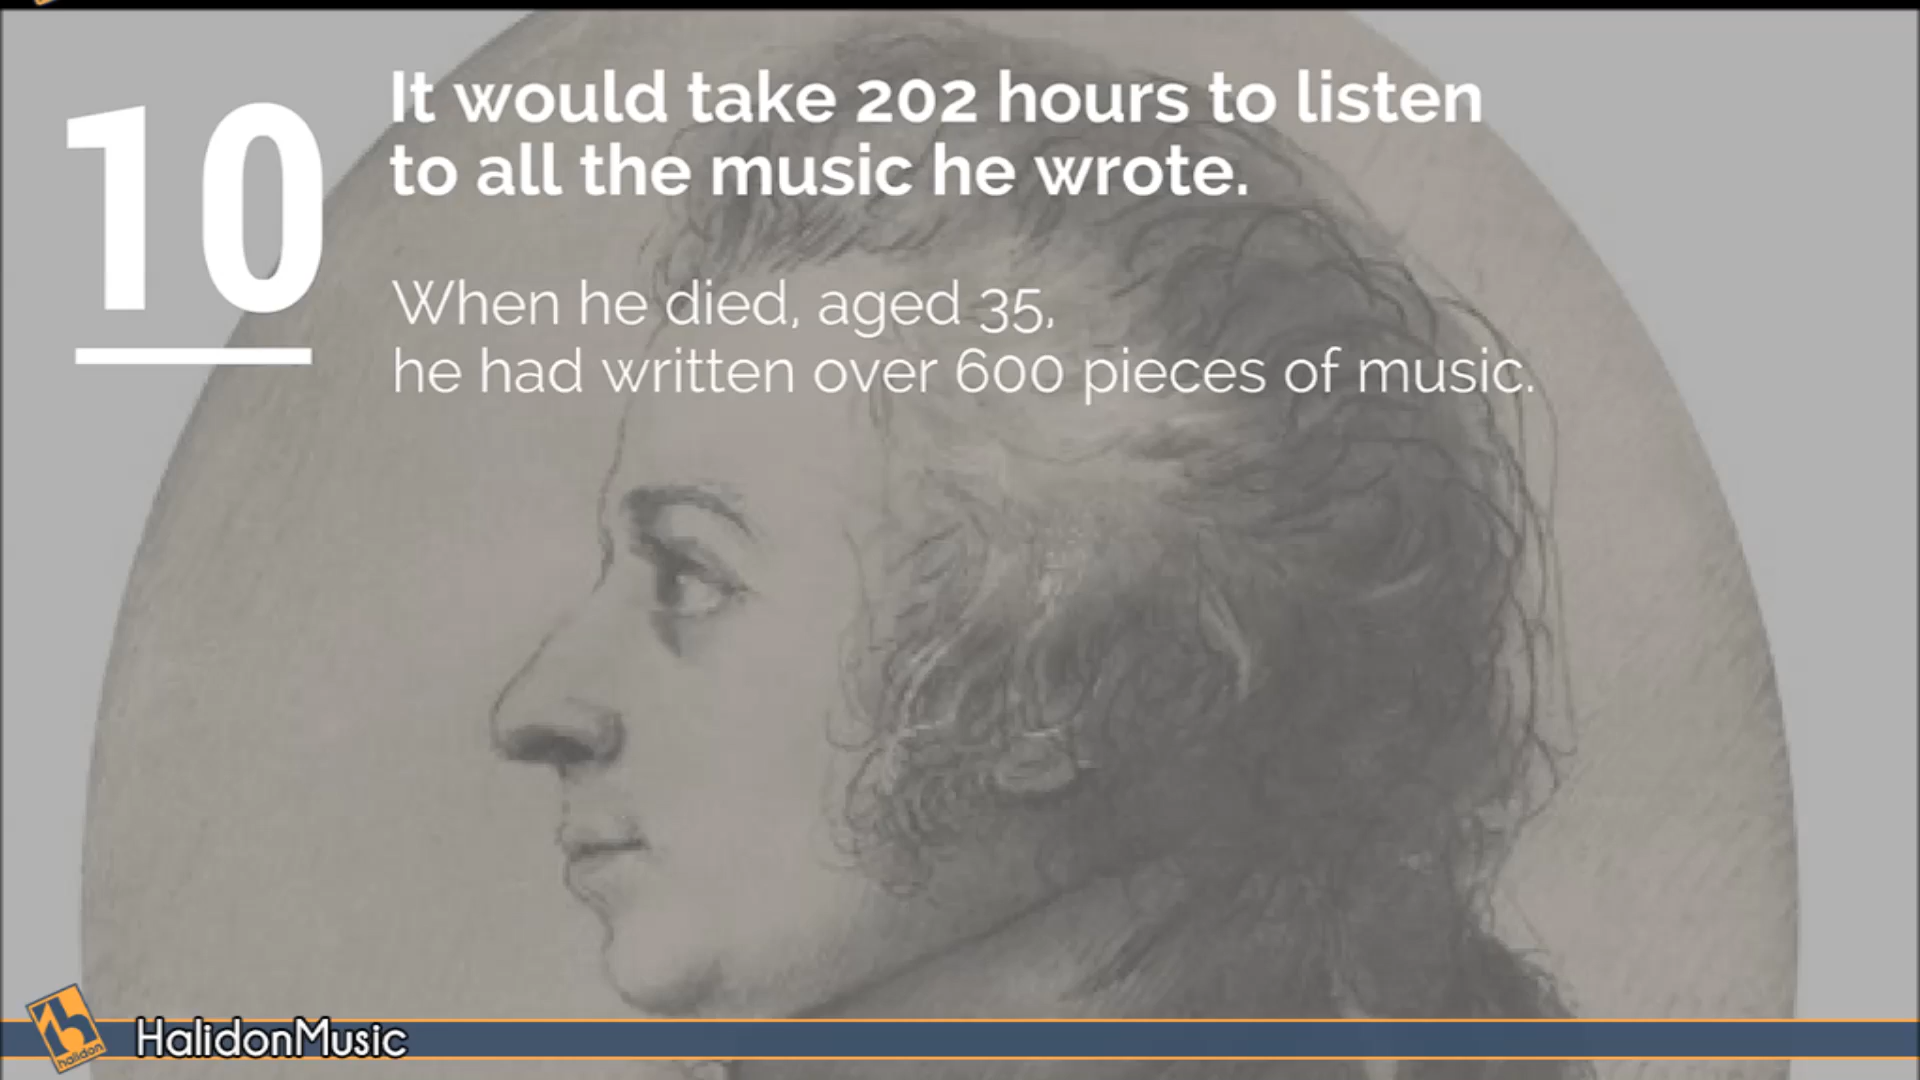 10
It would take 202 hours to listen
to all the music he wrote.
When he died, aged 35,
he had written over 600 pieces of music.
halidon
HalidonMusic